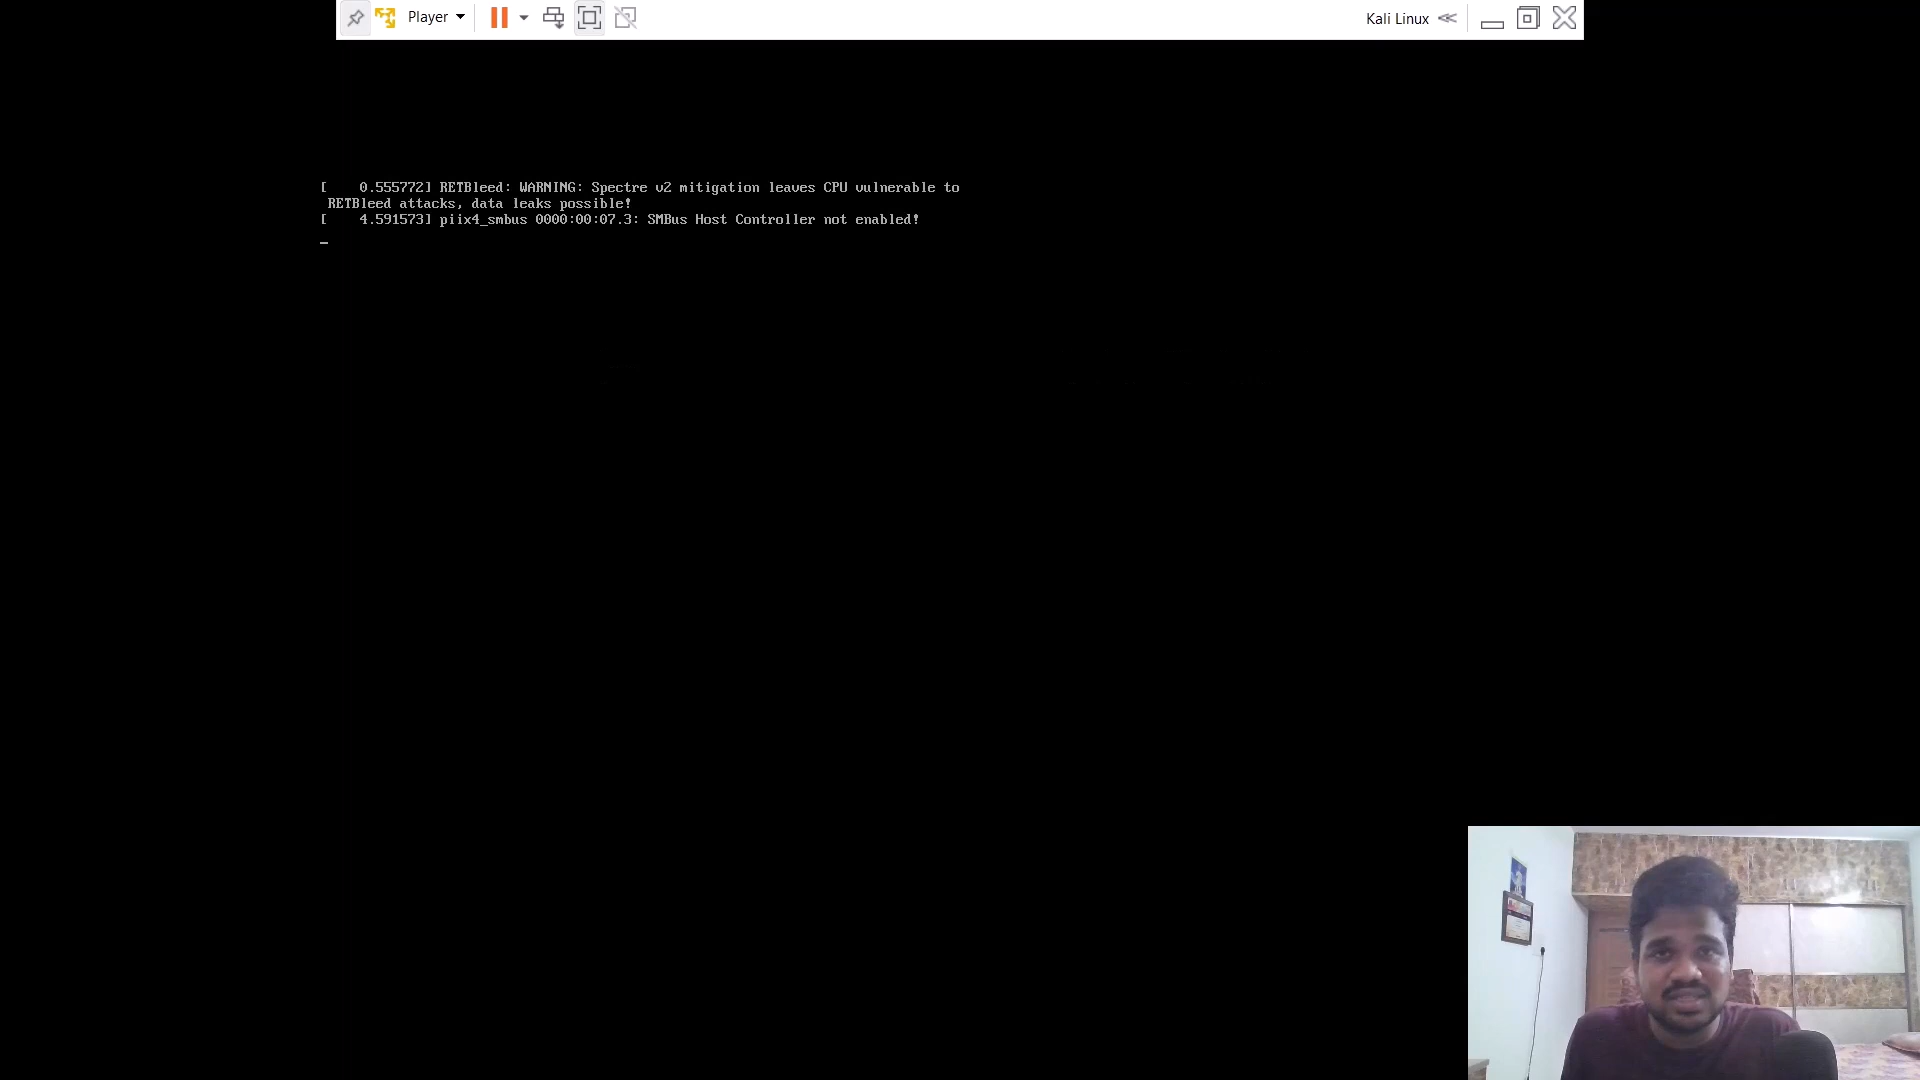 Player
Kali Linux
[    0.555772] RETBleed: WARNING: Spectre v2 mitigation leaves CPU vulnerable to
RETBleed attacks, data leaks possible!
[    4.591573] piix4_smbus 0000:00:07.3: SMBus Host Controller not enabled!